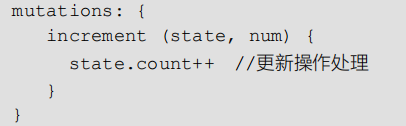 mutations: {
increment (state, num) {
state.count++ //更新操作处理
}
}